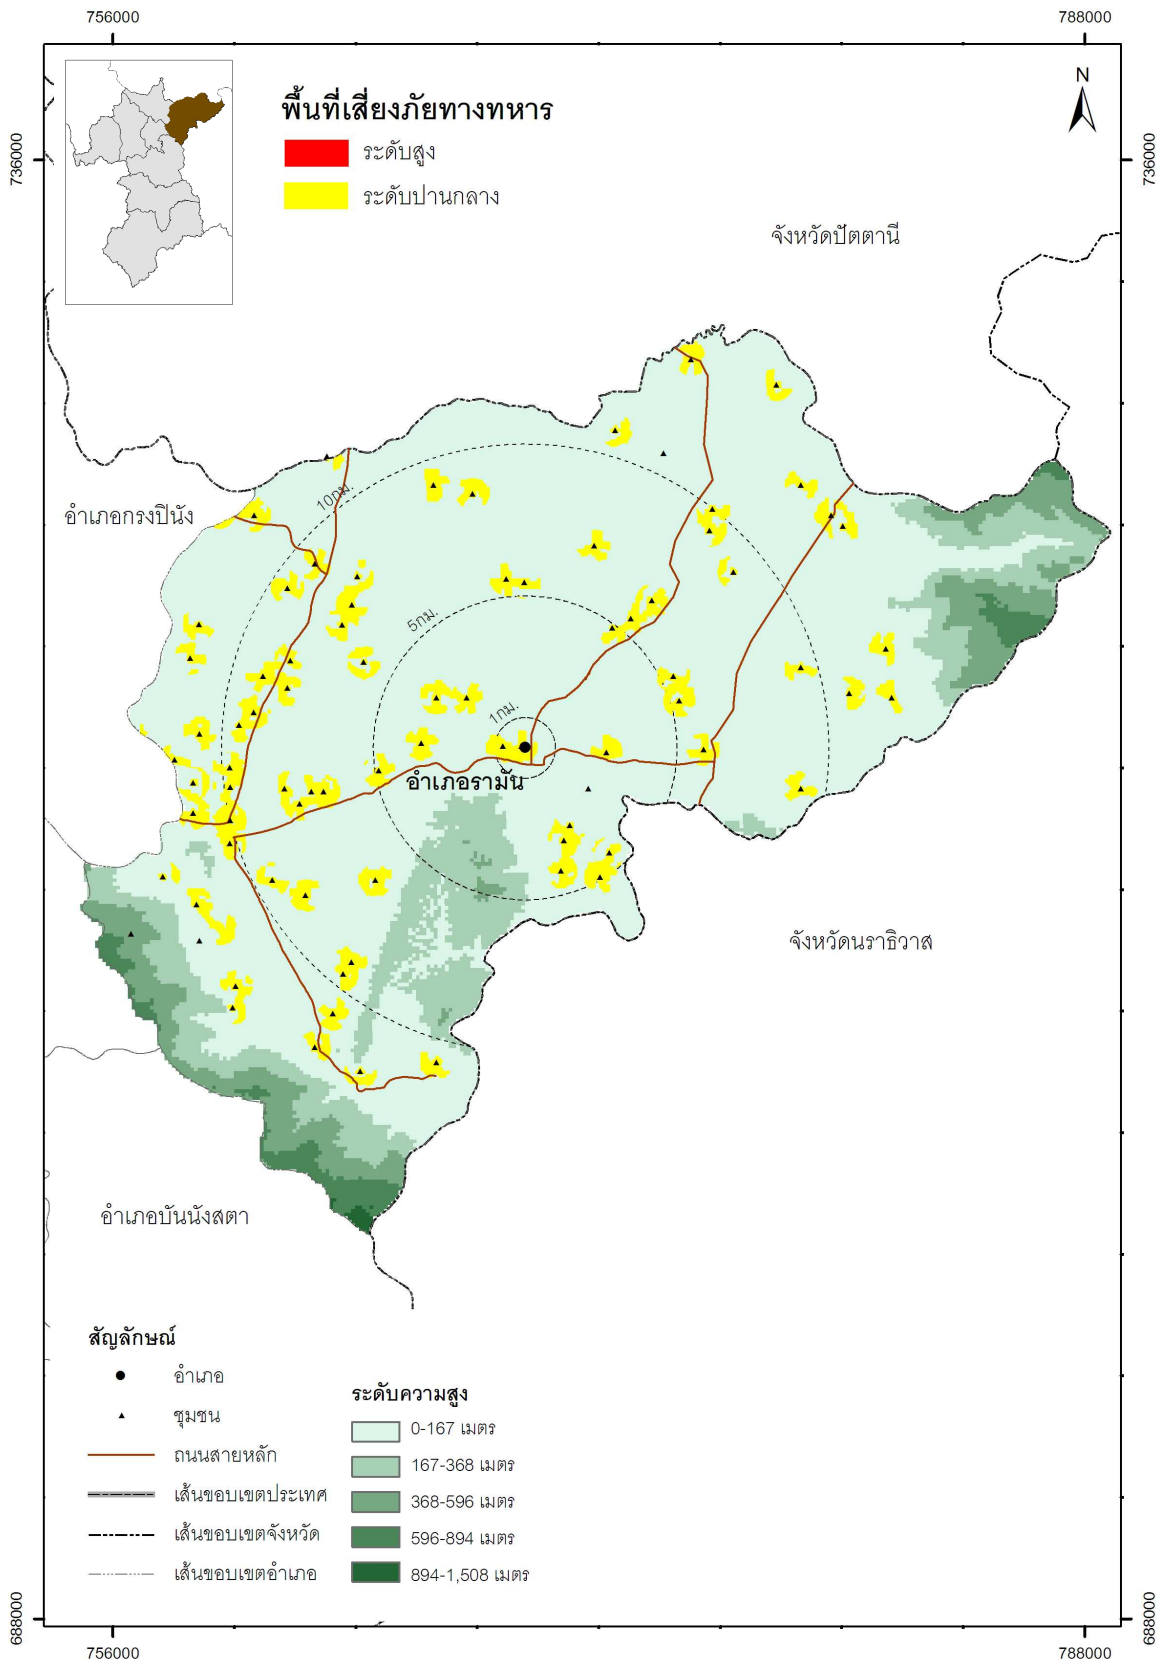 756000
788000
736000
736000
N
พื้นที่เสี่ยงภัยทางทหาร
ระดับสูง
ระดับปานกลาง
จังหวัดปัตตานี
อำเภอกรงปินัง
10กม.
5กม.
1กม.
อำเภอรามัน
จังหวัดนราธิวาส
อำเภอบันนังสตา
สัญลักษณ์
อำเภอ
ชุมชน
ถนนสายหลัก
เส้นขอบเขตประเทศ
เส้นขอบเขตจังหวัด
เส้นขอบเขตอำเภอ
ระดับความสูง
0-167 เมตร
167-368 เมตร
368-596 เมตร
596-894 เมตร
894-1,508 เมตร
688000
688000
756000
788000